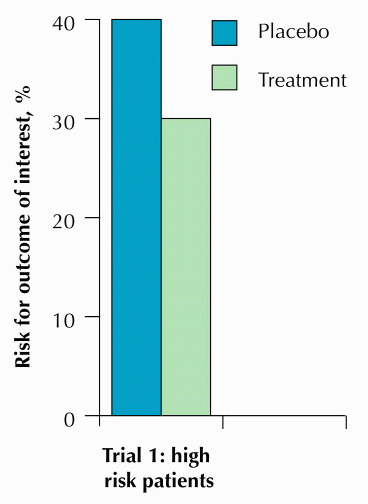 40
Placebo
Treatment
30
20
10
0
Risk for outcome of interest, %
Trial 1: high
risk patients